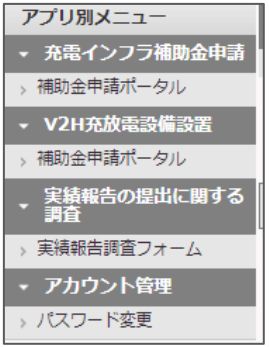 アプリ別メニュー
充電インフラ補助金申請
補助金申請ポータル
V2H充放電設備設置
補助金申請ポータル
実績報告の提出に関する
調査
実績報告調査フォーム
アカウント管理
パスワード変更